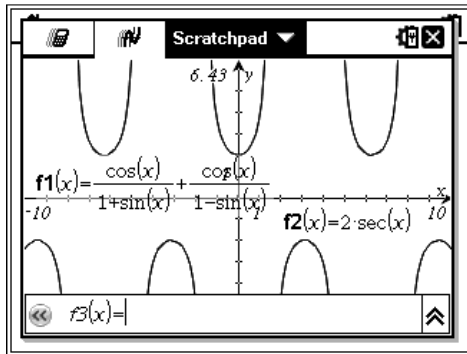 Scratchpad
6.43 y
f1(x)=cos(x)/(1+sin(x))+cos(x)/(1-sin(x))
x
-10 1 10
f2(x)=2·sec(x)
f3(x)=